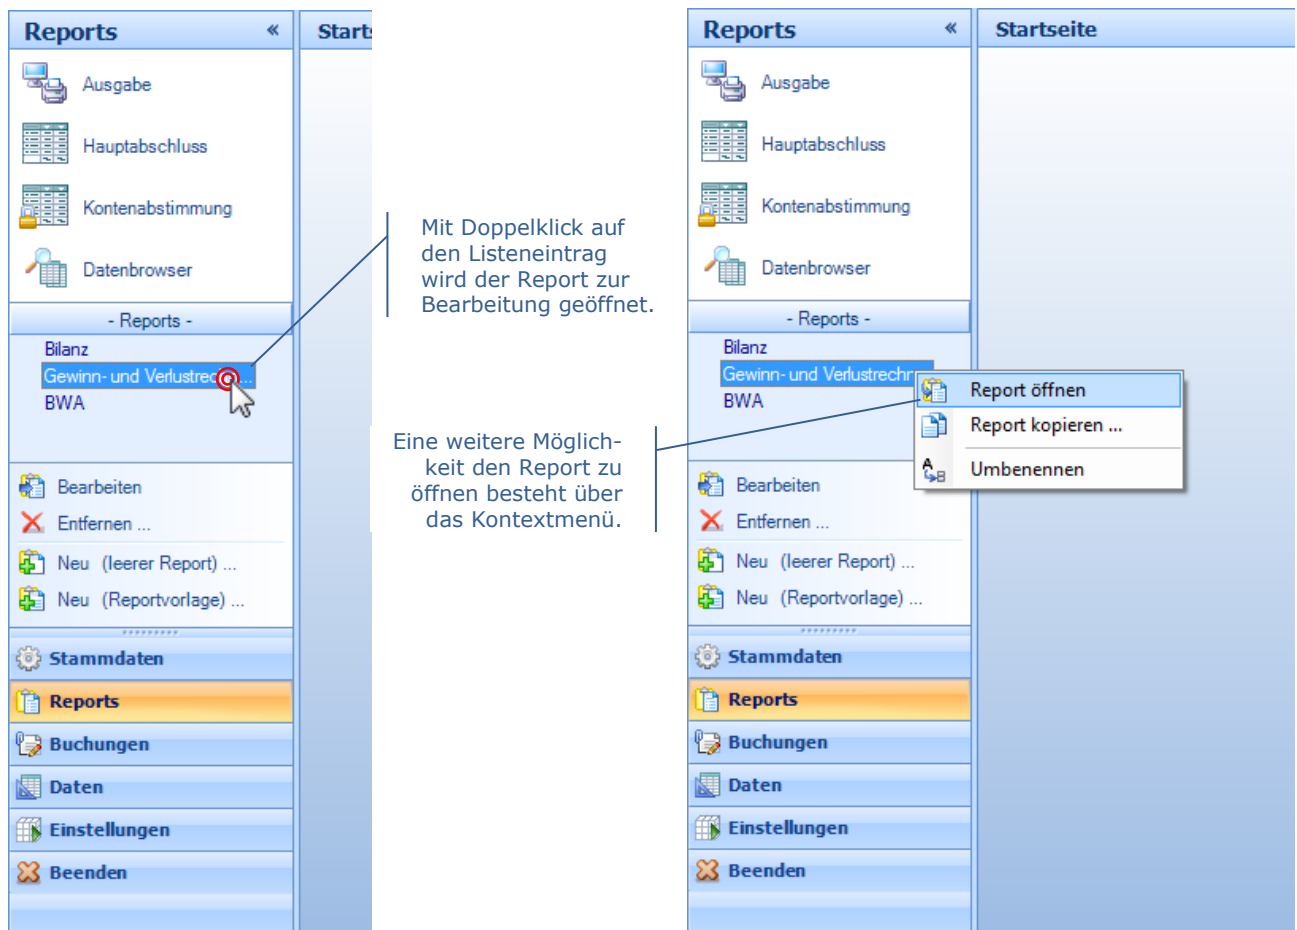 Reports «
Starts
Ausgabe
Hauptabschluss
Kontenabstimmung
Datenbrowser
- Reports -
Bilanz
Gewinn- und Verlustrec...
BWA
Bearbeiten
Entfernen ...
Neu (leerer Report) ...
Neu (Reportvorlage) ...
Stammdaten
Reports
Buchungen
Daten
Einstellungen
Beenden
Mit Doppelklick auf
den Listeneintrag
wird der Report zur
Bearbeitung geöffnet.
Eine weitere Möglich-
keit den Report zu
öffnen besteht über
das Kontextmenü.
Reports «
Startseite
Ausgabe
Hauptabschluss
Kontenabstimmung
Datenbrowser
- Reports -
Bilanz
Gewinn- und Verlustrechn
BWA
Report öffnen
Report kopieren ...
Umbenennen
Bearbeiten
Entfernen ...
Neu (leerer Report) ...
Neu (Reportvorlage) ...
Stammdaten
Reports
Buchungen
Daten
Einstellungen
Beenden